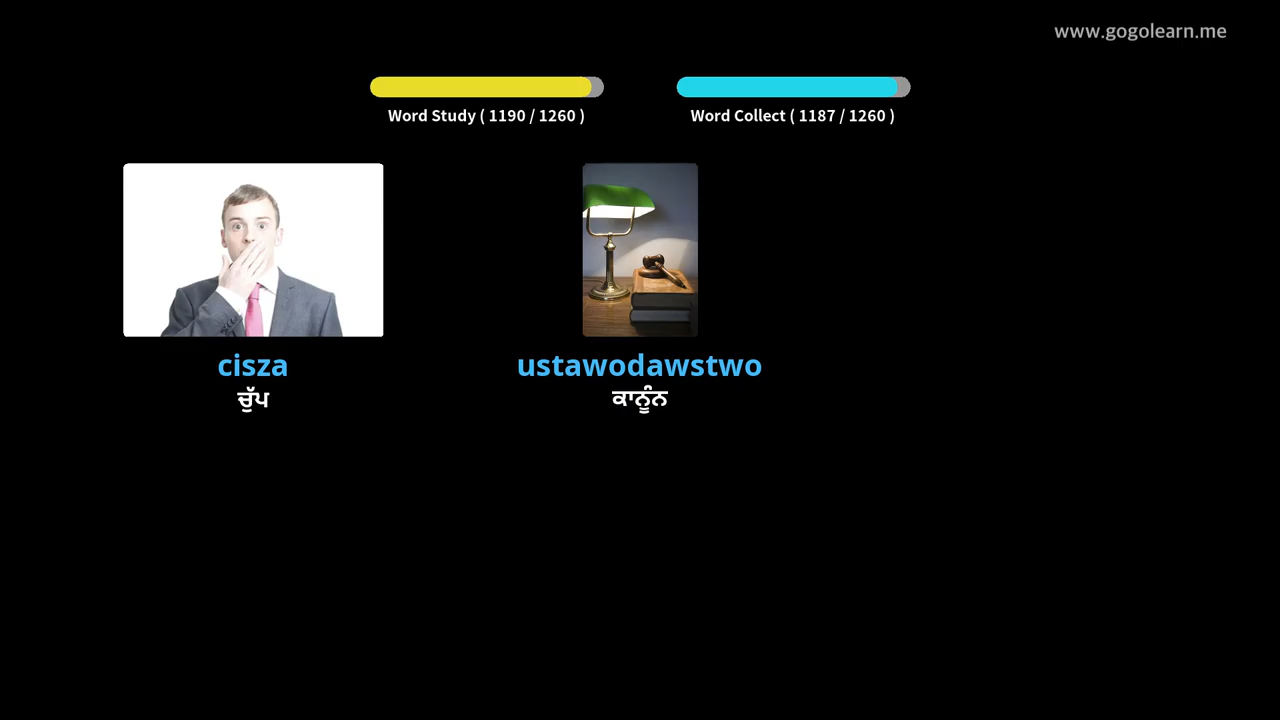 www.gogolearn.me
Word Study ( 1190 / 1260 )
Word Collect ( 1187 / 1260 )
cisza
ਚੁੱਪ
ustawodawstwo
ਕਾਨੂੰਨ